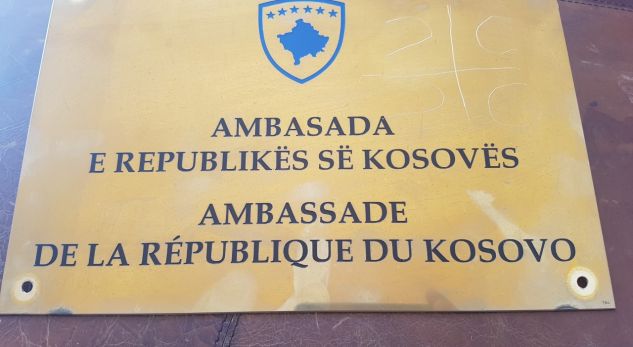 AMBASADA
E REPUBLIKËS SË KOSOVËS
AMBASSADE
DE LA RÉPUBLIQUE DU KOSOVO